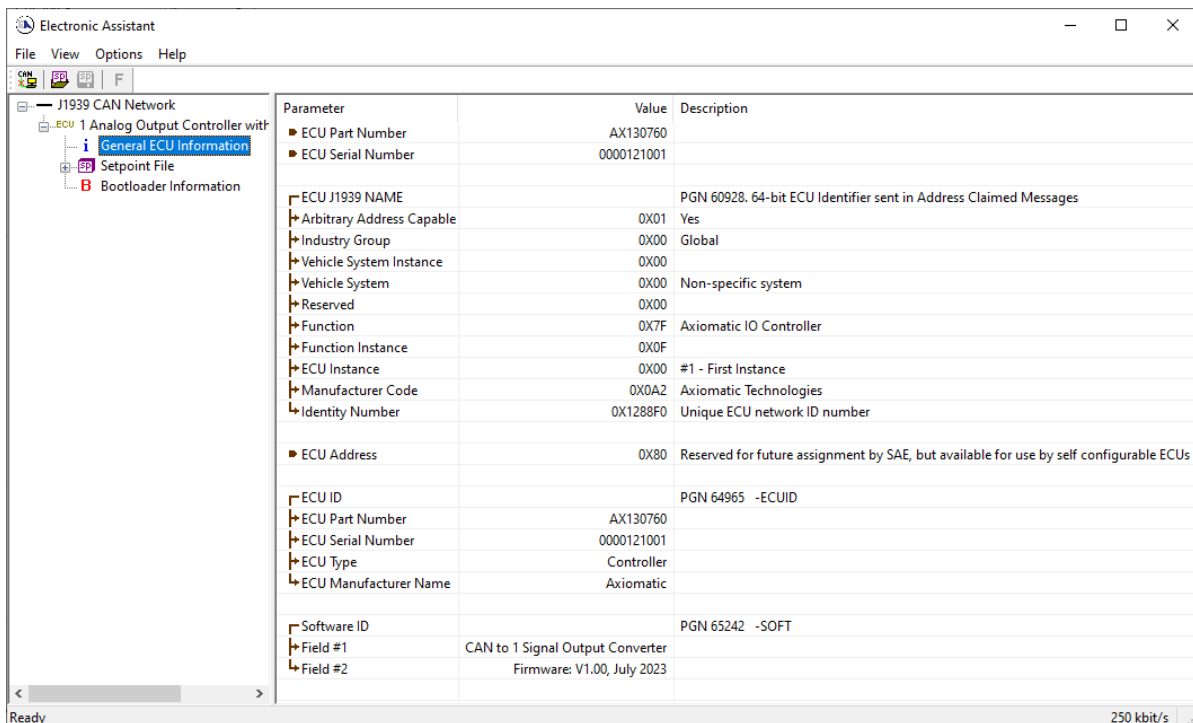 Electronic Assistant
File View Options Help
CAN SP SP F
J1939 CAN Network
ECU 1 Analog Output Controller with
i General ECU Information
SP Setpoint File
B Bootloader Information
Parameter Value Description
ECU Part Number AX130760
ECU Serial Number 0000121001
ECU J1939 NAME PGN 60928. 64-bit ECU Identifier sent in Address Claimed Messages
Arbitrary Address Capable 0X01 Yes
Industry Group 0X00 Global
Vehicle System Instance 0X00
Vehicle System 0X00 Non-specific system
Reserved 0X00
Function 0X7F Axiomatic IO Controller
Function Instance 0X0F
ECU Instance 0X00 #1 - First Instance
Manufacturer Code 0X0A2 Axiomatic Technologies
Identity Number 0X1288F0 Unique ECU network ID number
ECU Address 0X80 Reserved for future assignment by SAE, but available for use by self configurable ECUs
ECU ID PGN 64965 -ECUID
ECU Part Number AX130760
ECU Serial Number 0000121001
ECU Type Controller
ECU Manufacturer Name Axiomatic
Software ID PGN 65242 -SOFT
Field #1 CAN to 1 Signal Output Converter
Field #2 Firmware: V1.00, July 2023
Ready 250 kbit/s